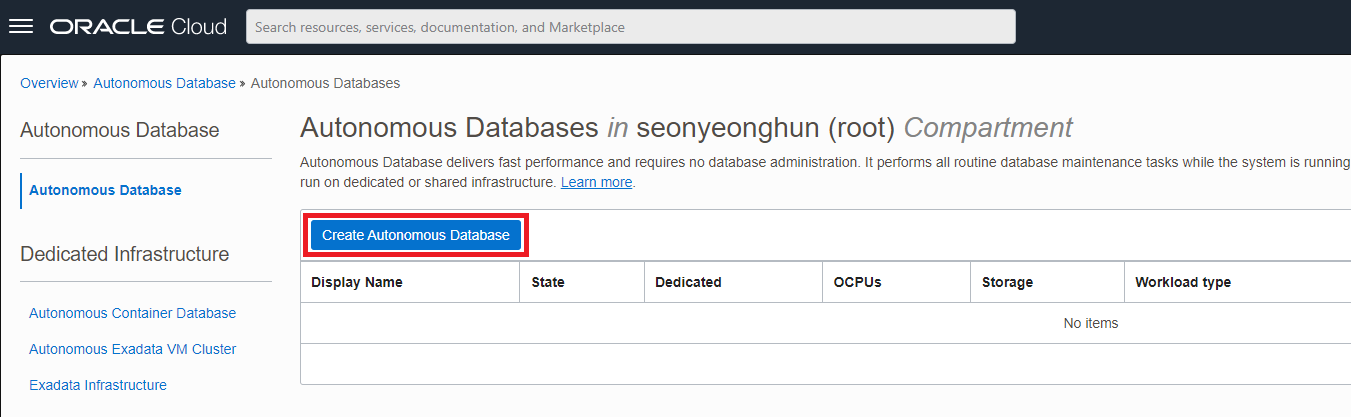 ORACLE Cloud
Search resources, services, documentation, and Marketplace
Overview » Autonomous Database » Autonomous Databases
Autonomous Database
Autonomous Database
Dedicated Infrastructure
Autonomous Container Database
Autonomous Exadata VM Cluster
Exadata Infrastructure
Autonomous Databases in seonyeonghun (root) Compartment
Autonomous Database delivers fast performance and requires no database administration. It performs all routine database maintenance tasks while the system is running
run on dedicated or shared infrastructure. Learn more.
Create Autonomous Database
Display Name State Dedicated OCPUs Storage Workload type
No items